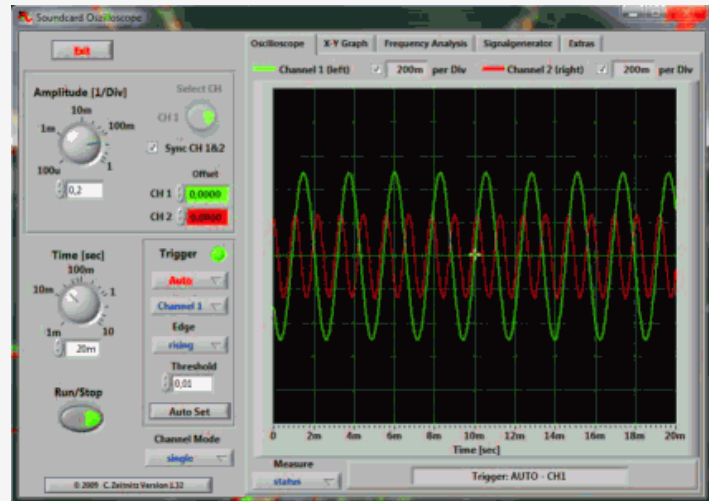 Soundcard Oszilloscope
Exit
Oscilloscope X-Y Graph Frequency Analysis Signalgenerator Extras
Channel 1 (left) 200m per Div Channel 2 (right) 200m per Div
Amplitude [1/Div]
10m
1m
100m
100u
1
0,2
Select CH
CH 1
Sync CH 1&2
Offset
CH 1 0,0000
CH 2 0,0000
Time [sec]
100m
10m
1
1m
10
20m
Run/Stop
Trigger
Auto
Channel 1
Edge
rising
Threshold
0,01
Auto Set
Channel Mode
single
© 2009 C. Zeitnitz Version 1.32
0 2m 4m 6m 8m 10m 12m 14m 16m 18m 20m
Time [sec]
Measure
status
Trigger: AUTO - CH1